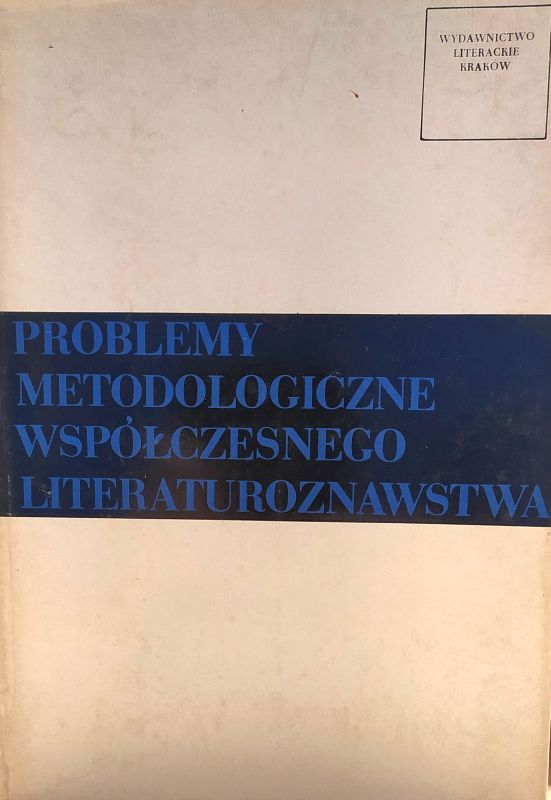 WYDAWNICTWO
LITERACKIE
KRAKÓW
PROBLEMY
METODOLOGICZNE
WSPÓŁCZESNEGO
LITERATUROZNAWSTWA